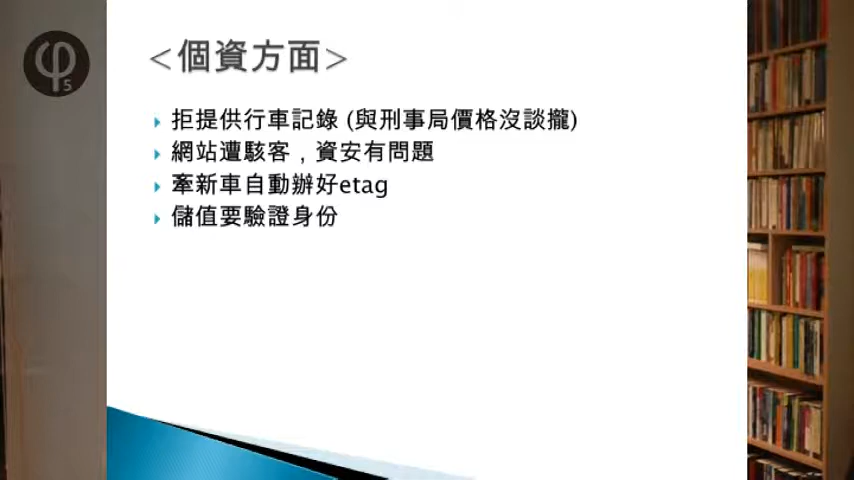 φ5
<個資方面>
拒提供行車記錄 (與刑事局價格沒談攏)
網站遭駭客，資安有問題
牽新車自動辦好etag
儲值要驗證身份